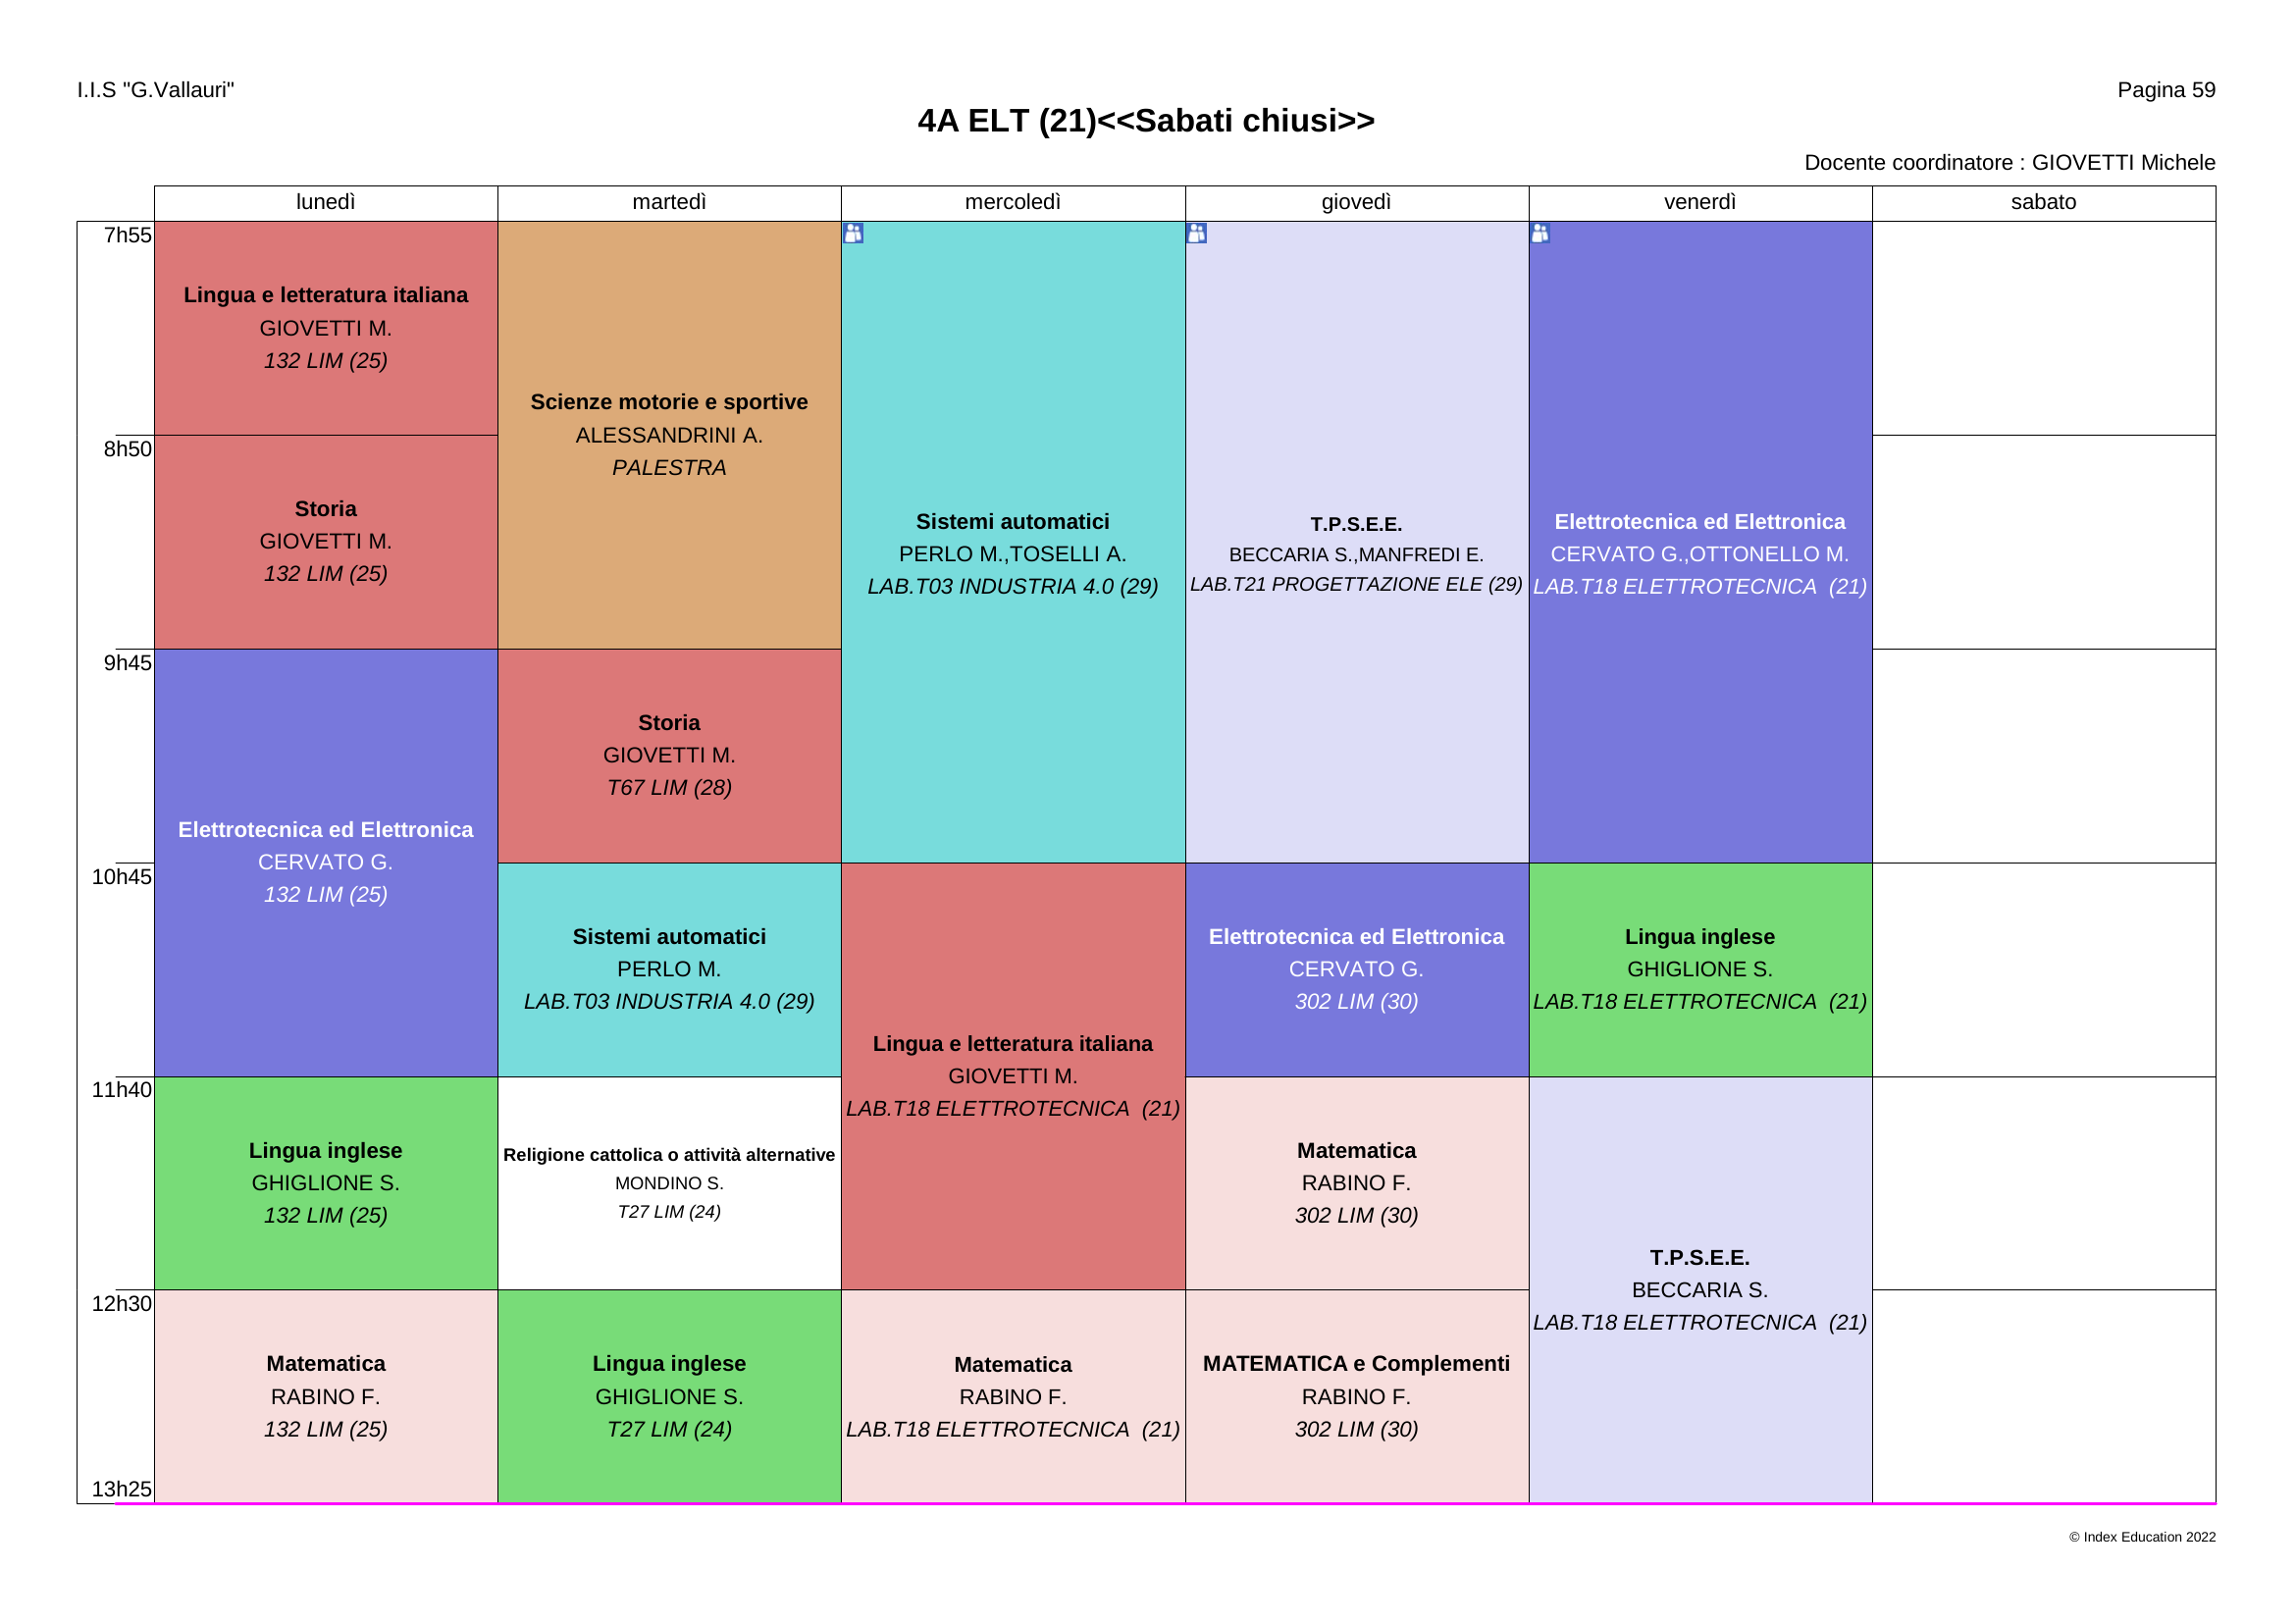 I.I.S "G.Vallauri"
Pagina 59
4A ELT (21)<<Sabati chiusi>>
Docente coordinatore : GIOVETTI Michele
lunedì
martedì
mercoledì
giovedì
venerdì
sabato
7h55
8h50
9h45
10h45
11h40
12h30
13h25
Lingua e letteratura italiana
GIOVETTI M.
132 LIM (25)
Storia
GIOVETTI M.
132 LIM (25)
Elettrotecnica ed Elettronica
CERVATO G.
132 LIM (25)
Lingua inglese
GHIGLIONE S.
132 LIM (25)
Matematica
RABINO F.
132 LIM (25)
Scienze motorie e sportive
ALESSANDRINI A.
PALESTRA
Storia
GIOVETTI M.
T67 LIM (28)
Sistemi automatici
PERLO M.
LAB.T03 INDUSTRIA 4.0 (29)
Religione cattolica o attività alternative
MONDINO S.
T27 LIM (24)
Lingua inglese
GHIGLIONE S.
T27 LIM (24)
Sistemi automatici
PERLO M.,TOSELLI A.
LAB.T03 INDUSTRIA 4.0 (29)
Lingua e letteratura italiana
GIOVETTI M.
LAB.T18 ELETTROTECNICA  (21)
Matematica
RABINO F.
LAB.T18 ELETTROTECNICA  (21)
T.P.S.E.E.
BECCARIA S.,MANFREDI E.
LAB.T21 PROGETTAZIONE ELE (29)
Elettrotecnica ed Elettronica
CERVATO G.
302 LIM (30)
Matematica
RABINO F.
302 LIM (30)
MATEMATICA e Complementi
RABINO F.
302 LIM (30)
Elettrotecnica ed Elettronica
CERVATO G.,OTTONELLO M.
LAB.T18 ELETTROTECNICA  (21)
Lingua inglese
GHIGLIONE S.
LAB.T18 ELETTROTECNICA  (21)
T.P.S.E.E.
BECCARIA S.
LAB.T18 ELETTROTECNICA  (21)
© Index Education 2022